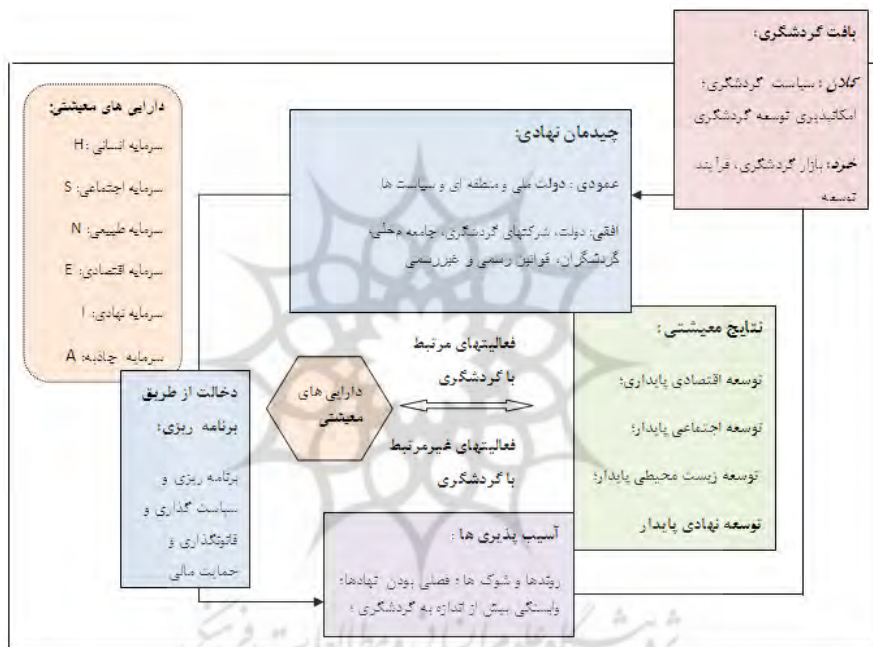 بافت گردشگری:
کلان: سیاست گردشگری؛
امکانپذیری توسعه گردشگری
خرد: بازار گردشگری، فرآیند
توسعه
چیدمان نهادی:
عمودی: دولت ملی و منطقه ای و سیاست ها
افقی: دولت، شرکتهای گردشگری، جامعه محلی،
گردشگران، قوانین رسمی و غیررسمی
دارایی های معیشتی:
سرمایه انسانی: H
سرمایه اجتماعی: S
سرمایه طبیعی: N
سرمایه اقتصادی: E
سرمایه نهادی: I
سرمایه جاذبه: A
نتایج معیشتی:
توسعه اقتصادی پایداری؛
توسعه اجتماعی پایدار؛
توسعه زیست محیطی پایدار؛
توسعه نهادی پایدار
فعالیتهای مرتبط
با گردشگری
فعالیتهای غیرمرتبط
با گردشگری
دارایی های
معیشتی
دخالت از طریق
برنامه ریزی:
برنامه ریزی و
سیاست گذاری و
قانونگذاری و
حمایت مالی
آسیب پذیری ها:
روندها و شوک ها؛ فصلی بودن نهادها؛
وابستگی بیش از اندازه به گردشگری؛